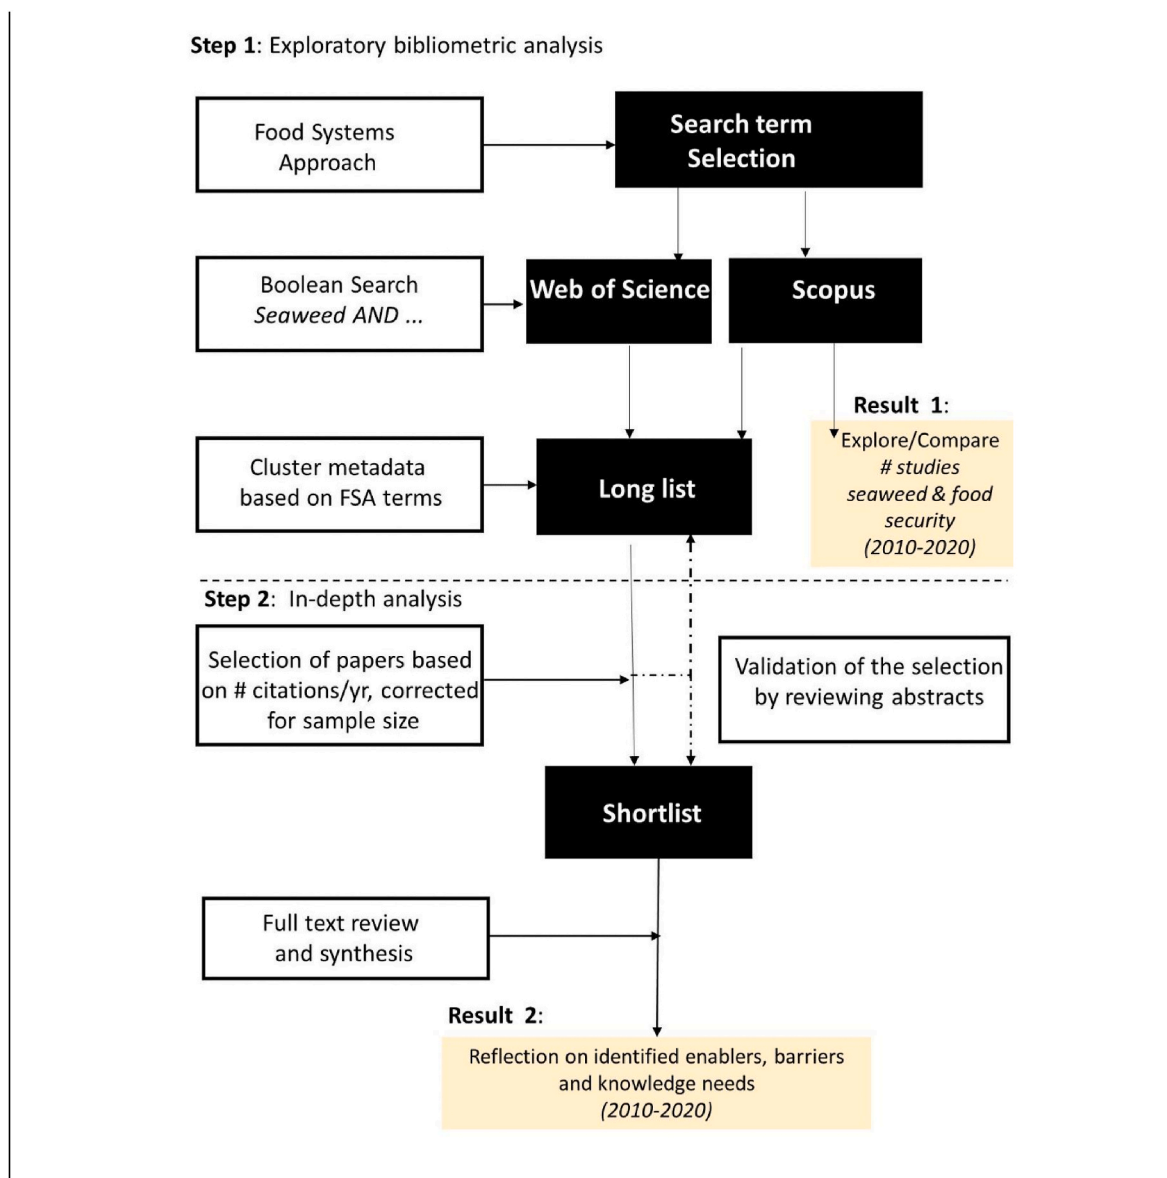 Step 1: Exploratory bibliometric analysis
Food Systems
Approach
Search term
Selection
Boolean Search
Seaweed AND ...
Web of Science
Scopus
Result 1:
Explore/Compare
# studies
seaweed & food
security
(2010-2020)
Cluster metadata
based on FSA terms
Long list
Step 2: In-depth analysis
Selection of papers based
on # citations/yr, corrected
for sample size
Validation of the selection
by reviewing abstracts
Shortlist
Full text review
and synthesis
Result 2:
Reflection on identified enablers, barriers
and knowledge needs
(2010-2020)